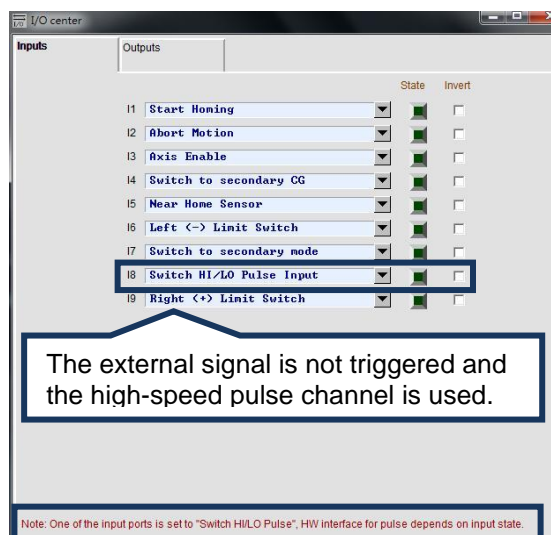 I/O center
Inputs
Outputs
State Invert
I1 Start Homing
I2 Abort Motion
I3 Axis Enable
I4 Switch to secondary CG
I5 Near Home Sensor
I6 Left (-) Limit Switch
I7 Switch to secondary mode
I8 Switch HI/LO Pulse Input
I9 Right (+) Limit Switch
The external signal is not triggered and
the high-speed pulse channel is used.
Note: One of the input ports is set to "Switch HI/LO Pulse", HW interface for pulse depends on input state.